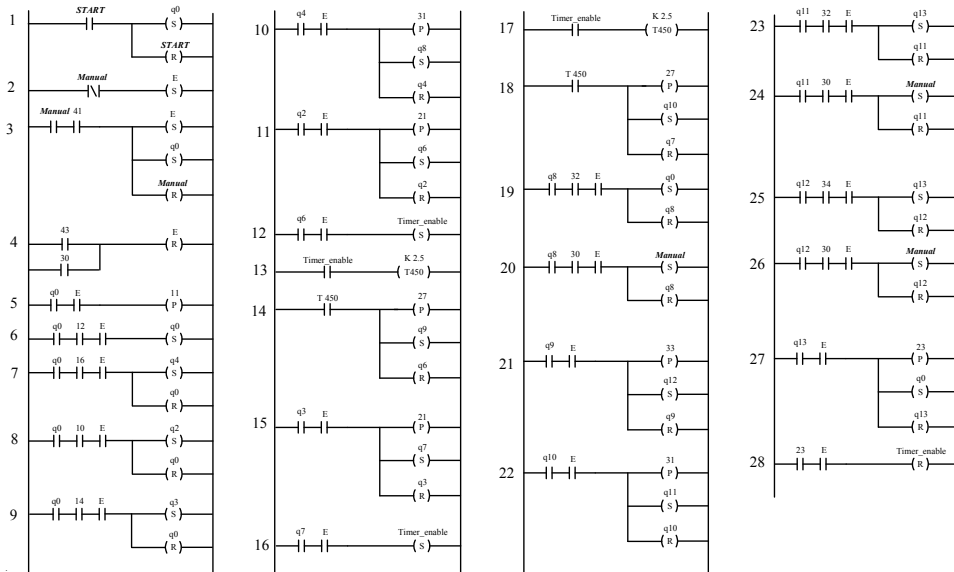 1
START
q0
S
START
R
2
Manual
E
S
3
Manual 41
E
S
q0
S
Manual
R
4
43
E
R
30
5
q0 E
11
P
6
q0 12 E
q0
S
7
q0 16 E
q4
S
q0
R
8
q0 10 E
q2
S
q0
R
9
q0 14 E
q3
S
q0
R
10
q4 E
31
P
q8
S
q4
R
11
q2 E
21
P
q6
S
q2
R
12
q6 E
Timer_enable
S
13
Timer_enable
K 2.5
T450
14
T 450
27
P
q9
S
q6
R
15
q3 E
21
P
q7
S
q3
R
16
q7 E
Timer_enable
S
17
Timer_enable
K 2.5
T450
18
T 450
27
P
q10
S
q7
R
19
q8 32 E
q0
S
q8
R
20
q8 30 E
Manual
S
q8
R
21
q9 E
33
P
q12
S
q9
R
22
q10 E
31
P
q11
S
q10
R
23
q11 32 E
q13
S
q11
R
24
q11 30 E
Manual
S
q11
R
25
q12 34 E
q13
S
q12
R
26
q12 30 E
Manual
S
q12
R
27
q13 E
23
P
q0
S
q13
R
28
23 E
Timer_enable
R